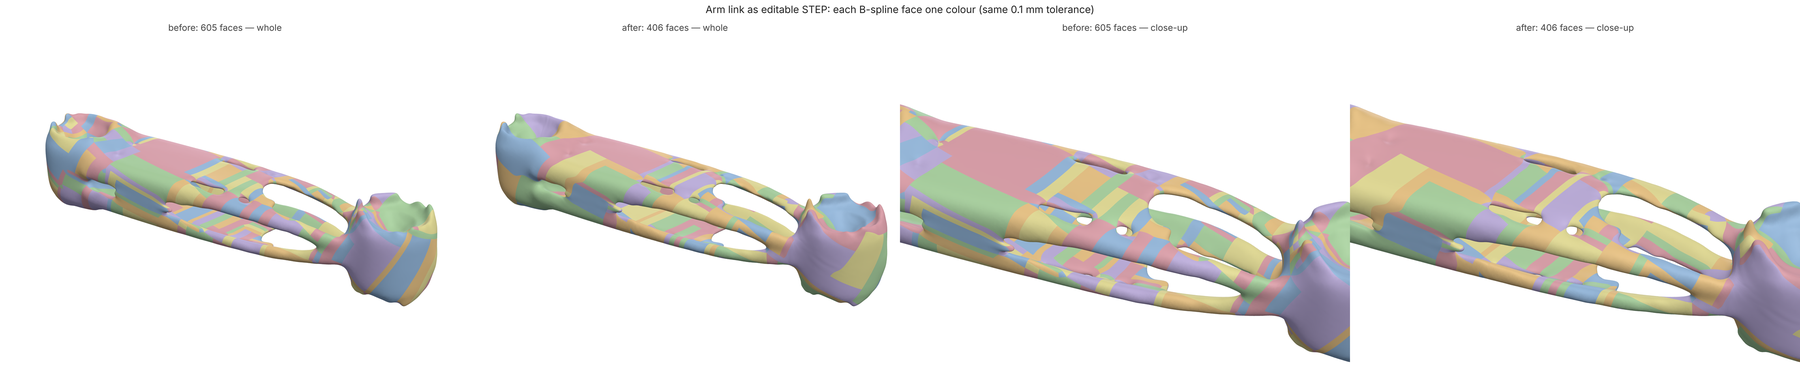 Arm link as editable STEP: each B-spline face one colour (same 0.1 mm tolerance)
before: 605 faces — whole
after: 406 faces — whole
before: 605 faces — close-up
after: 406 faces — close-up